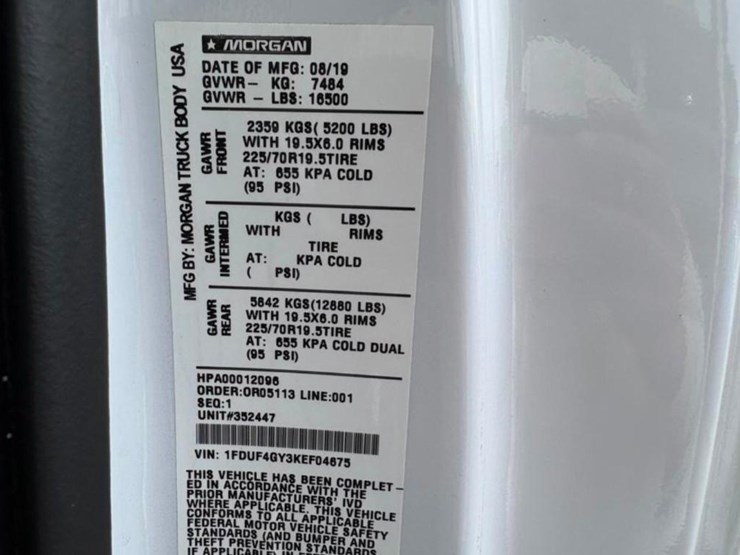 ★ MORGAN
MFG BY: MORGAN TRUCK BODY USA
DATE OF MFG: 08/19
GVWR— KG: 7484
GVWR — LBS: 16500
GAWR FRONT
2359 KGS( 5200 LBS)
WITH 19.5X6.0 RIMS
225/70R19.5TIRE
AT: 655 KPA COLD
(95 PSI)
GAWR INTERMED
KGS ( LBS)
WITH RIMS
TIRE
AT: KPA COLD
( PSI)
GAWR REAR
5842 KGS(12880 LBS)
WITH 19.5X6.0 RIMS
225/70R19.5TIRE
AT: 655 KPA COLD DUAL
(95 PSI)
HPA00012096
ORDER:OR05113 LINE:001
SEQ:1
UNIT#352447
VIN: 1FDUF4GY3KEF04675
THIS VEHICLE HAS BEEN COMPLET—
ED IN ACCORDANCE WITH THE
PRIOR MANUFACTURERS' IVD
WHERE APPLICABLE. THIS VEHICLE
CONFORMS TO ALL APPLICABLE
FEDERAL MOTOR VEHICLE SAFETY
STANDARDS (AND BUMPER AND
THEFT PREVENTION STANDARDS
IF APPLICABLE) IN